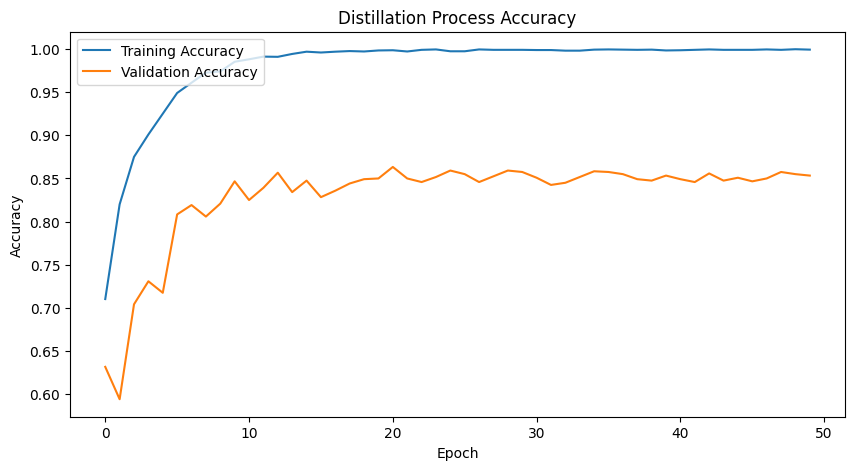 Distillation Process Accuracy
Training Accuracy
Validation Accuracy
1.00
0.95
0.90
0.85
0.80
0.75
0.70
0.65
0.60
Accuracy
0 10 20 30 40 50
Epoch